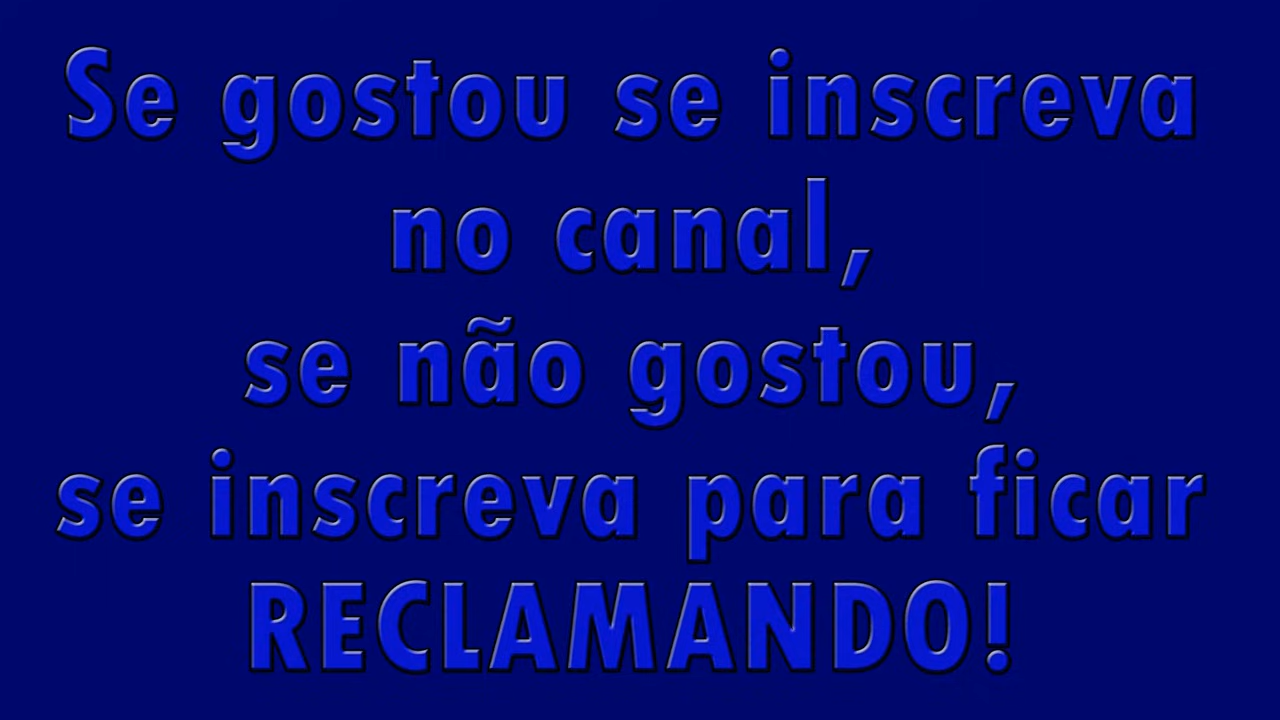 Se gostou se inscreva
no canal,
se não gostou,
se inscreva para ficar
RECLAMANDO!